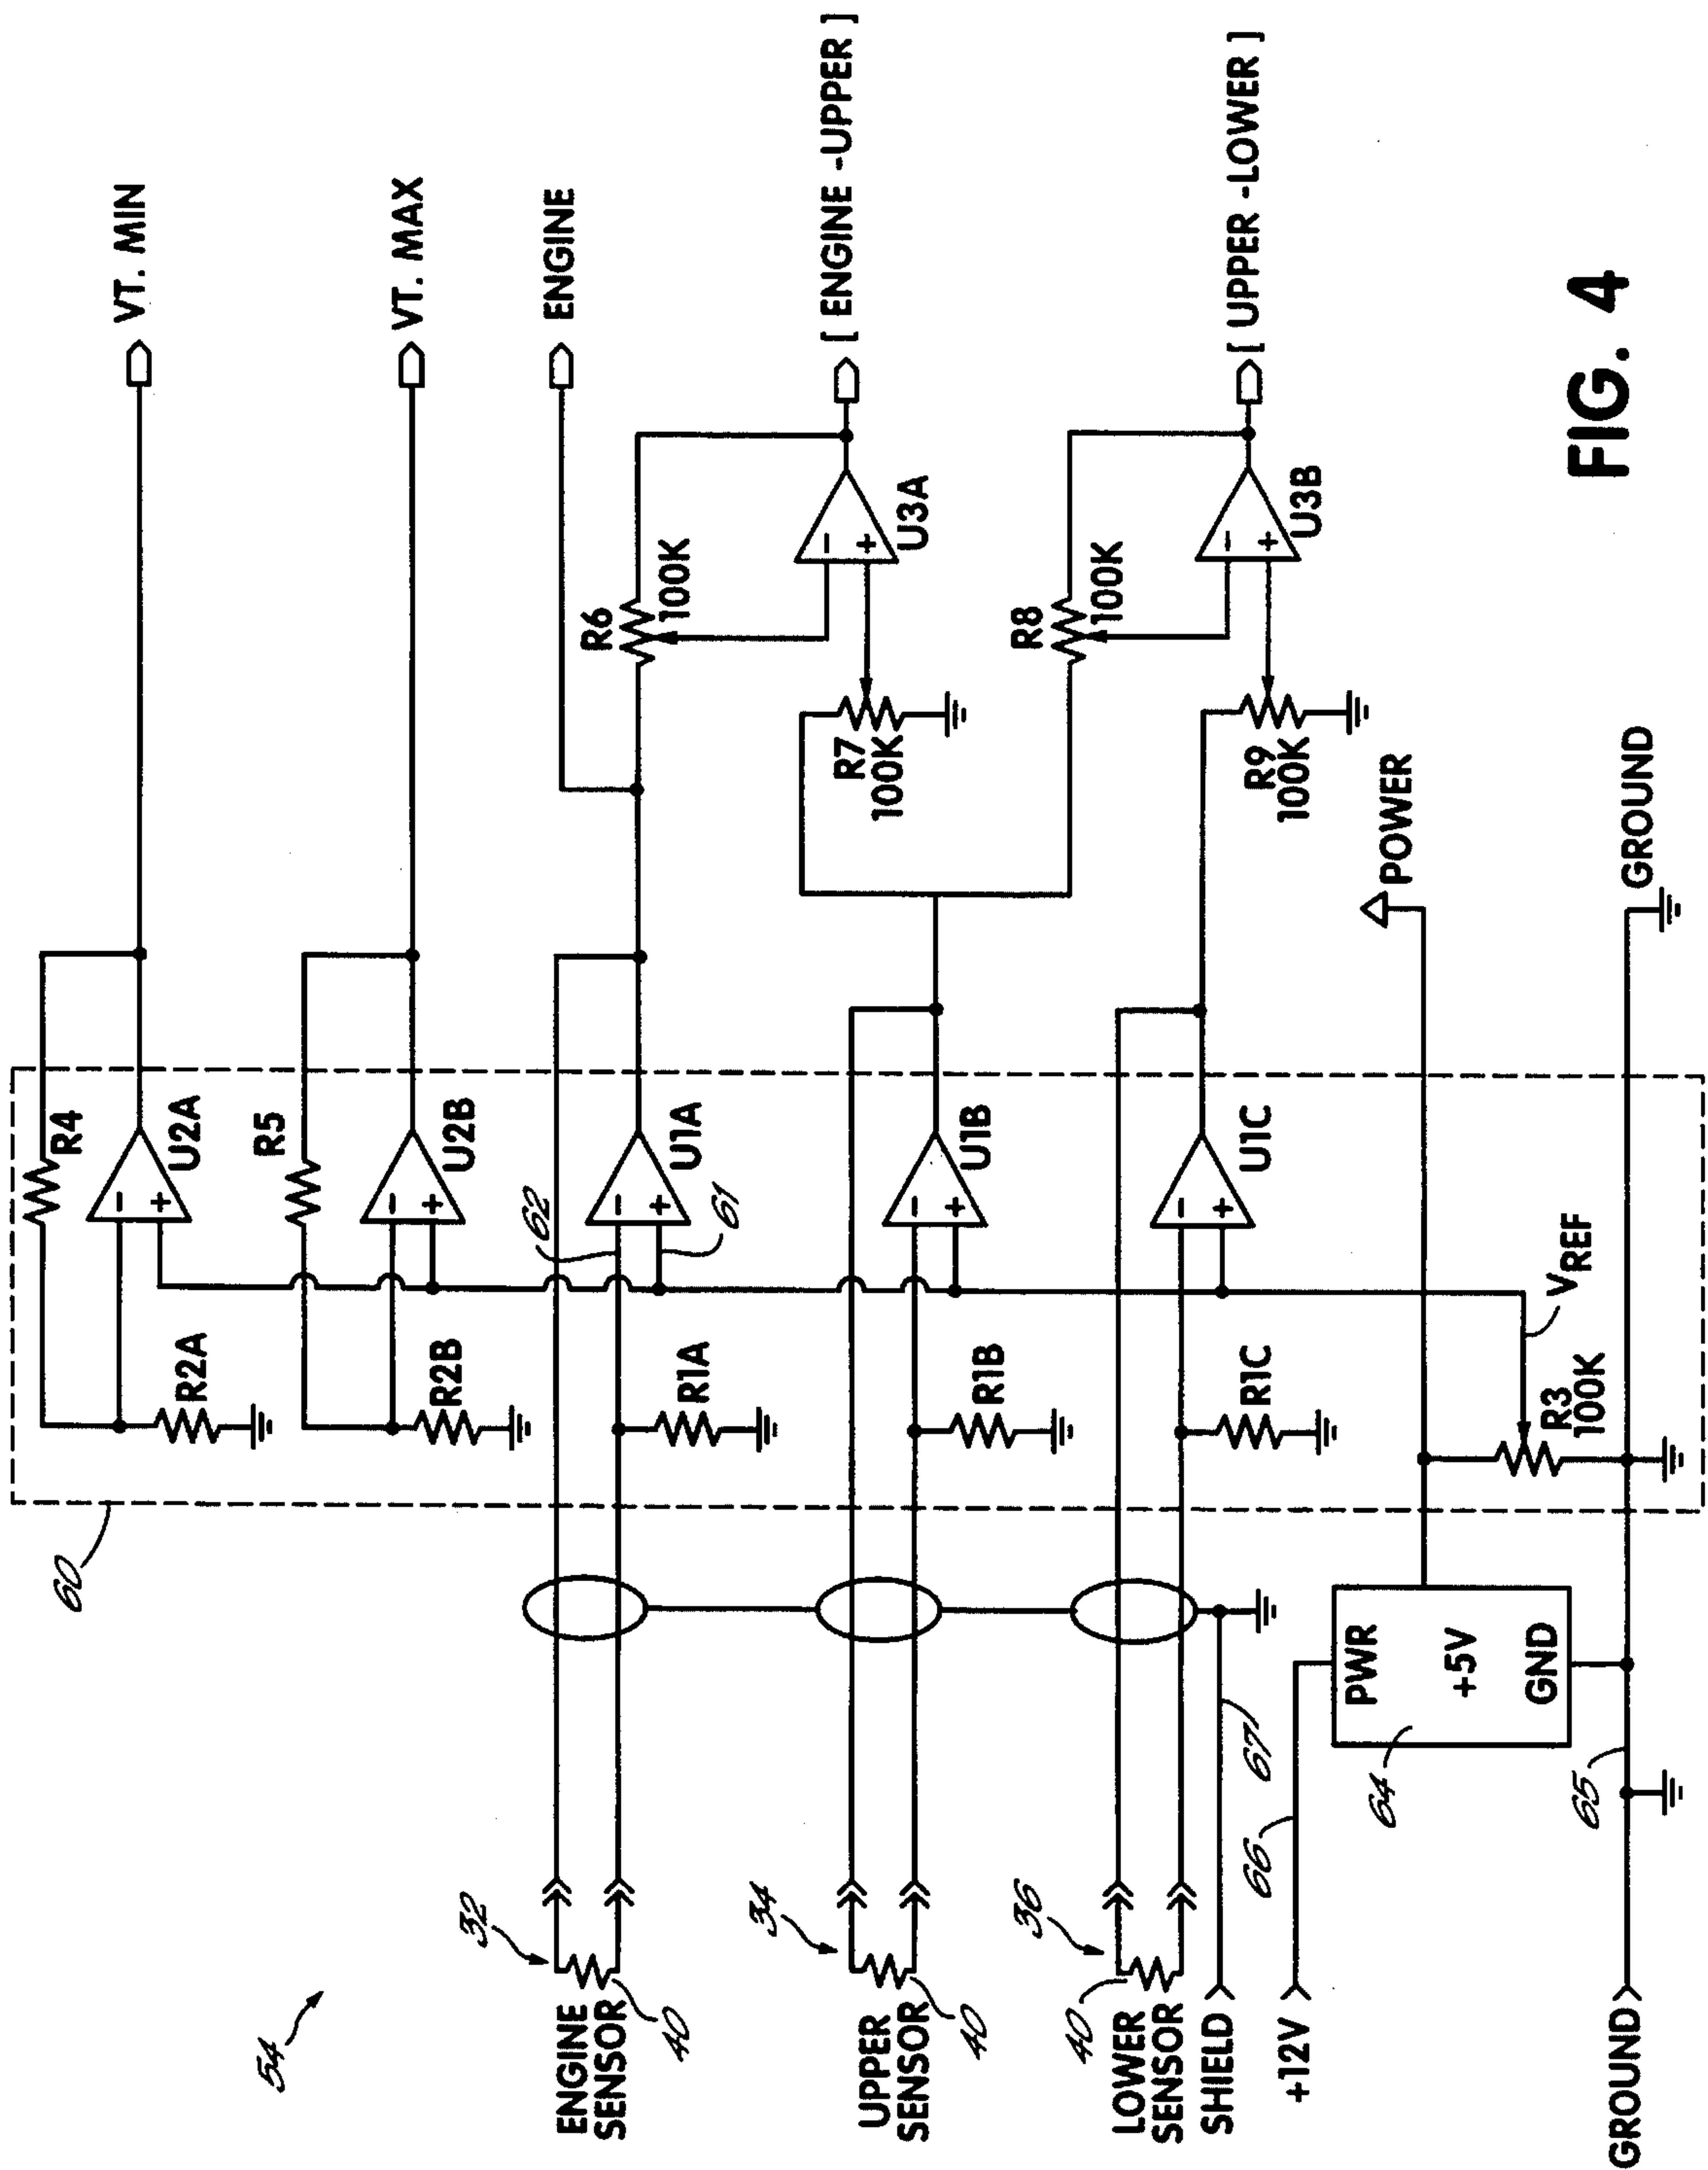 54
60
R4
VT. MIN
U2A
R2A
R5
VT. MAX
U2B
R2B
62
ENGINE
32
ENGINE
SENSOR
40
U1A
61
R1A
R6
100K
[ ENGINE -UPPER ]
U3A
R7
100K
34
UPPER
SENSOR
40
U1B
R1B
R8
100K
[ UPPER -LOWER ]
U3B
R9
100K
36
40
LOWER
SENSOR
SHIELD
67
U1C
R1C
+12V
66
PWR
+5V
GND
64
POWER
VREF
R3
100K
65
GROUND
GROUND
- + - + - + - + - + - + - +
FIG. 4